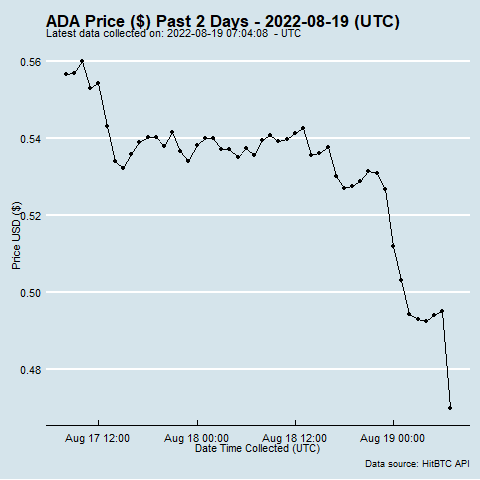 ADA Price ($) Past 2 Days - 2022-08-19 (UTC)
Latest data collected on: 2022-08-19 07:04:08  - UTC
0.56
0.54
0.52
0.50
0.48
Price USD ($)
Aug 17 12:00
Aug 18 00:00
Aug 18 12:00
Aug 19 00:00
Date Time Collected (UTC)
Data source: HitBTC API